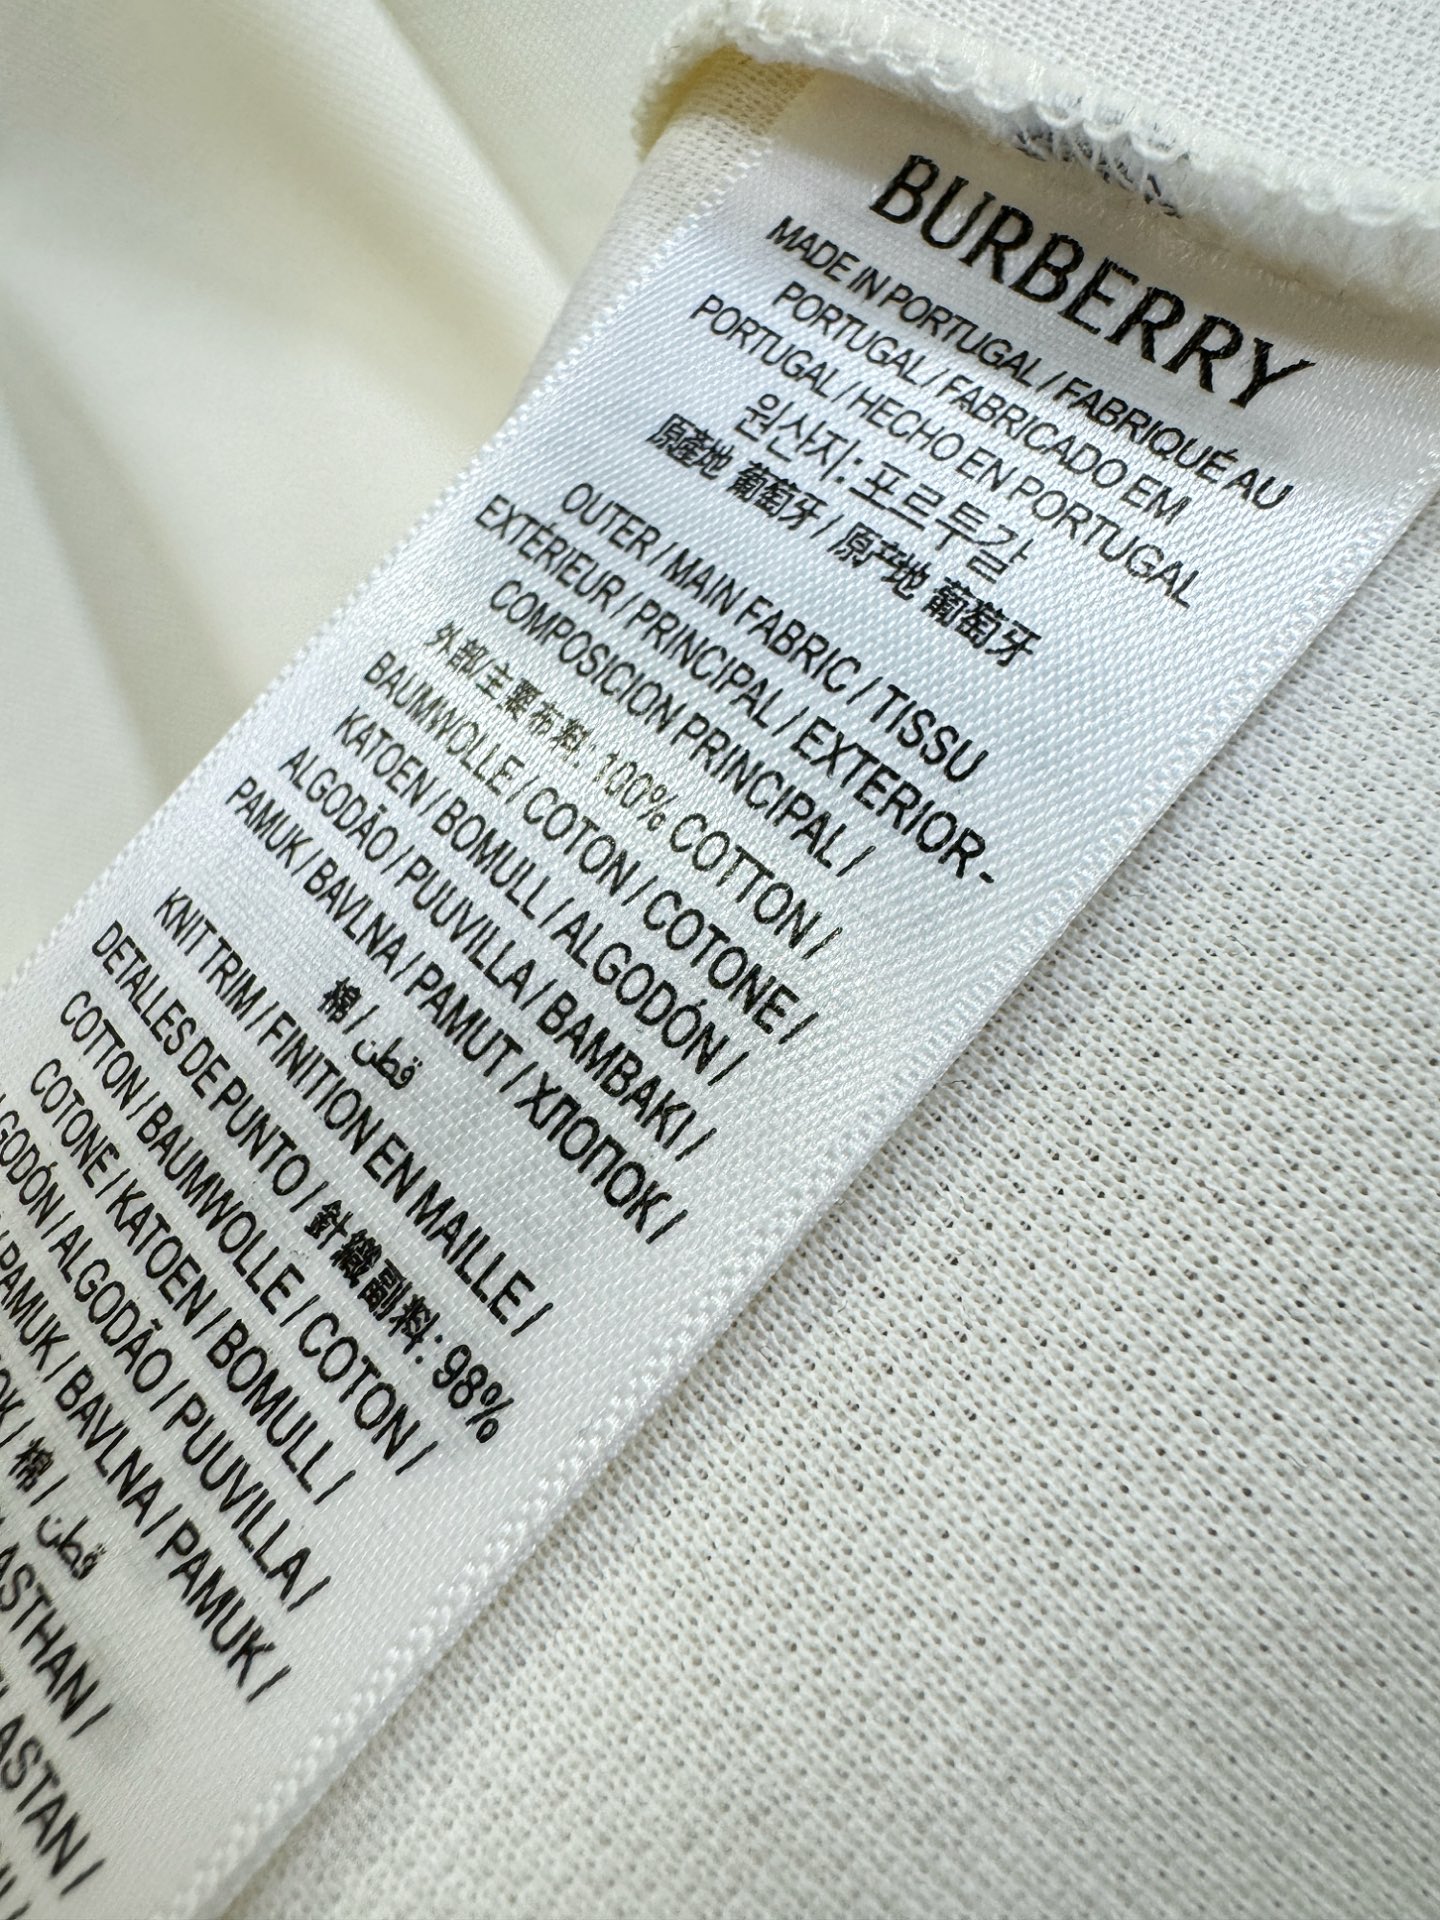 BURBERRY
MADE IN PORTUGAL / FABRIQUÉ AU
PORTUGAL / FABRICADO EM
PORTUGAL / HECHO EN PORTUGAL
원산지: 포르투갈
原產地 葡萄牙 / 原产地 葡萄牙
OUTER / MAIN FABRIC / TISSU
EXTÉRIEUR / PRINCIPAL / EXTERIOR-
COMPOSICION PRINCIPAL /
外部/主要布料: 100% COTTON /
BAUMWOLLE / COTON / COTONE /
KATOEN / BOMULL / ALGODÓN /
ALGODÃO / PUUVILLA / BAMBAKI /
PAMUK / BAVLNA / PAMUT / ХЛОПОК /
棉 / قطن
KNIT TRIM / FINITION EN MAILLE /
DETALLES DE PUNTO / 針織副料: 98%
COTTON / BAUMWOLLE / COTON /
COTONE / KATOEN / BOMULL /
ALGODÃO / PUUVILLA /
PAMUK / BAVLNA / PAMUK /
棉 / قطن